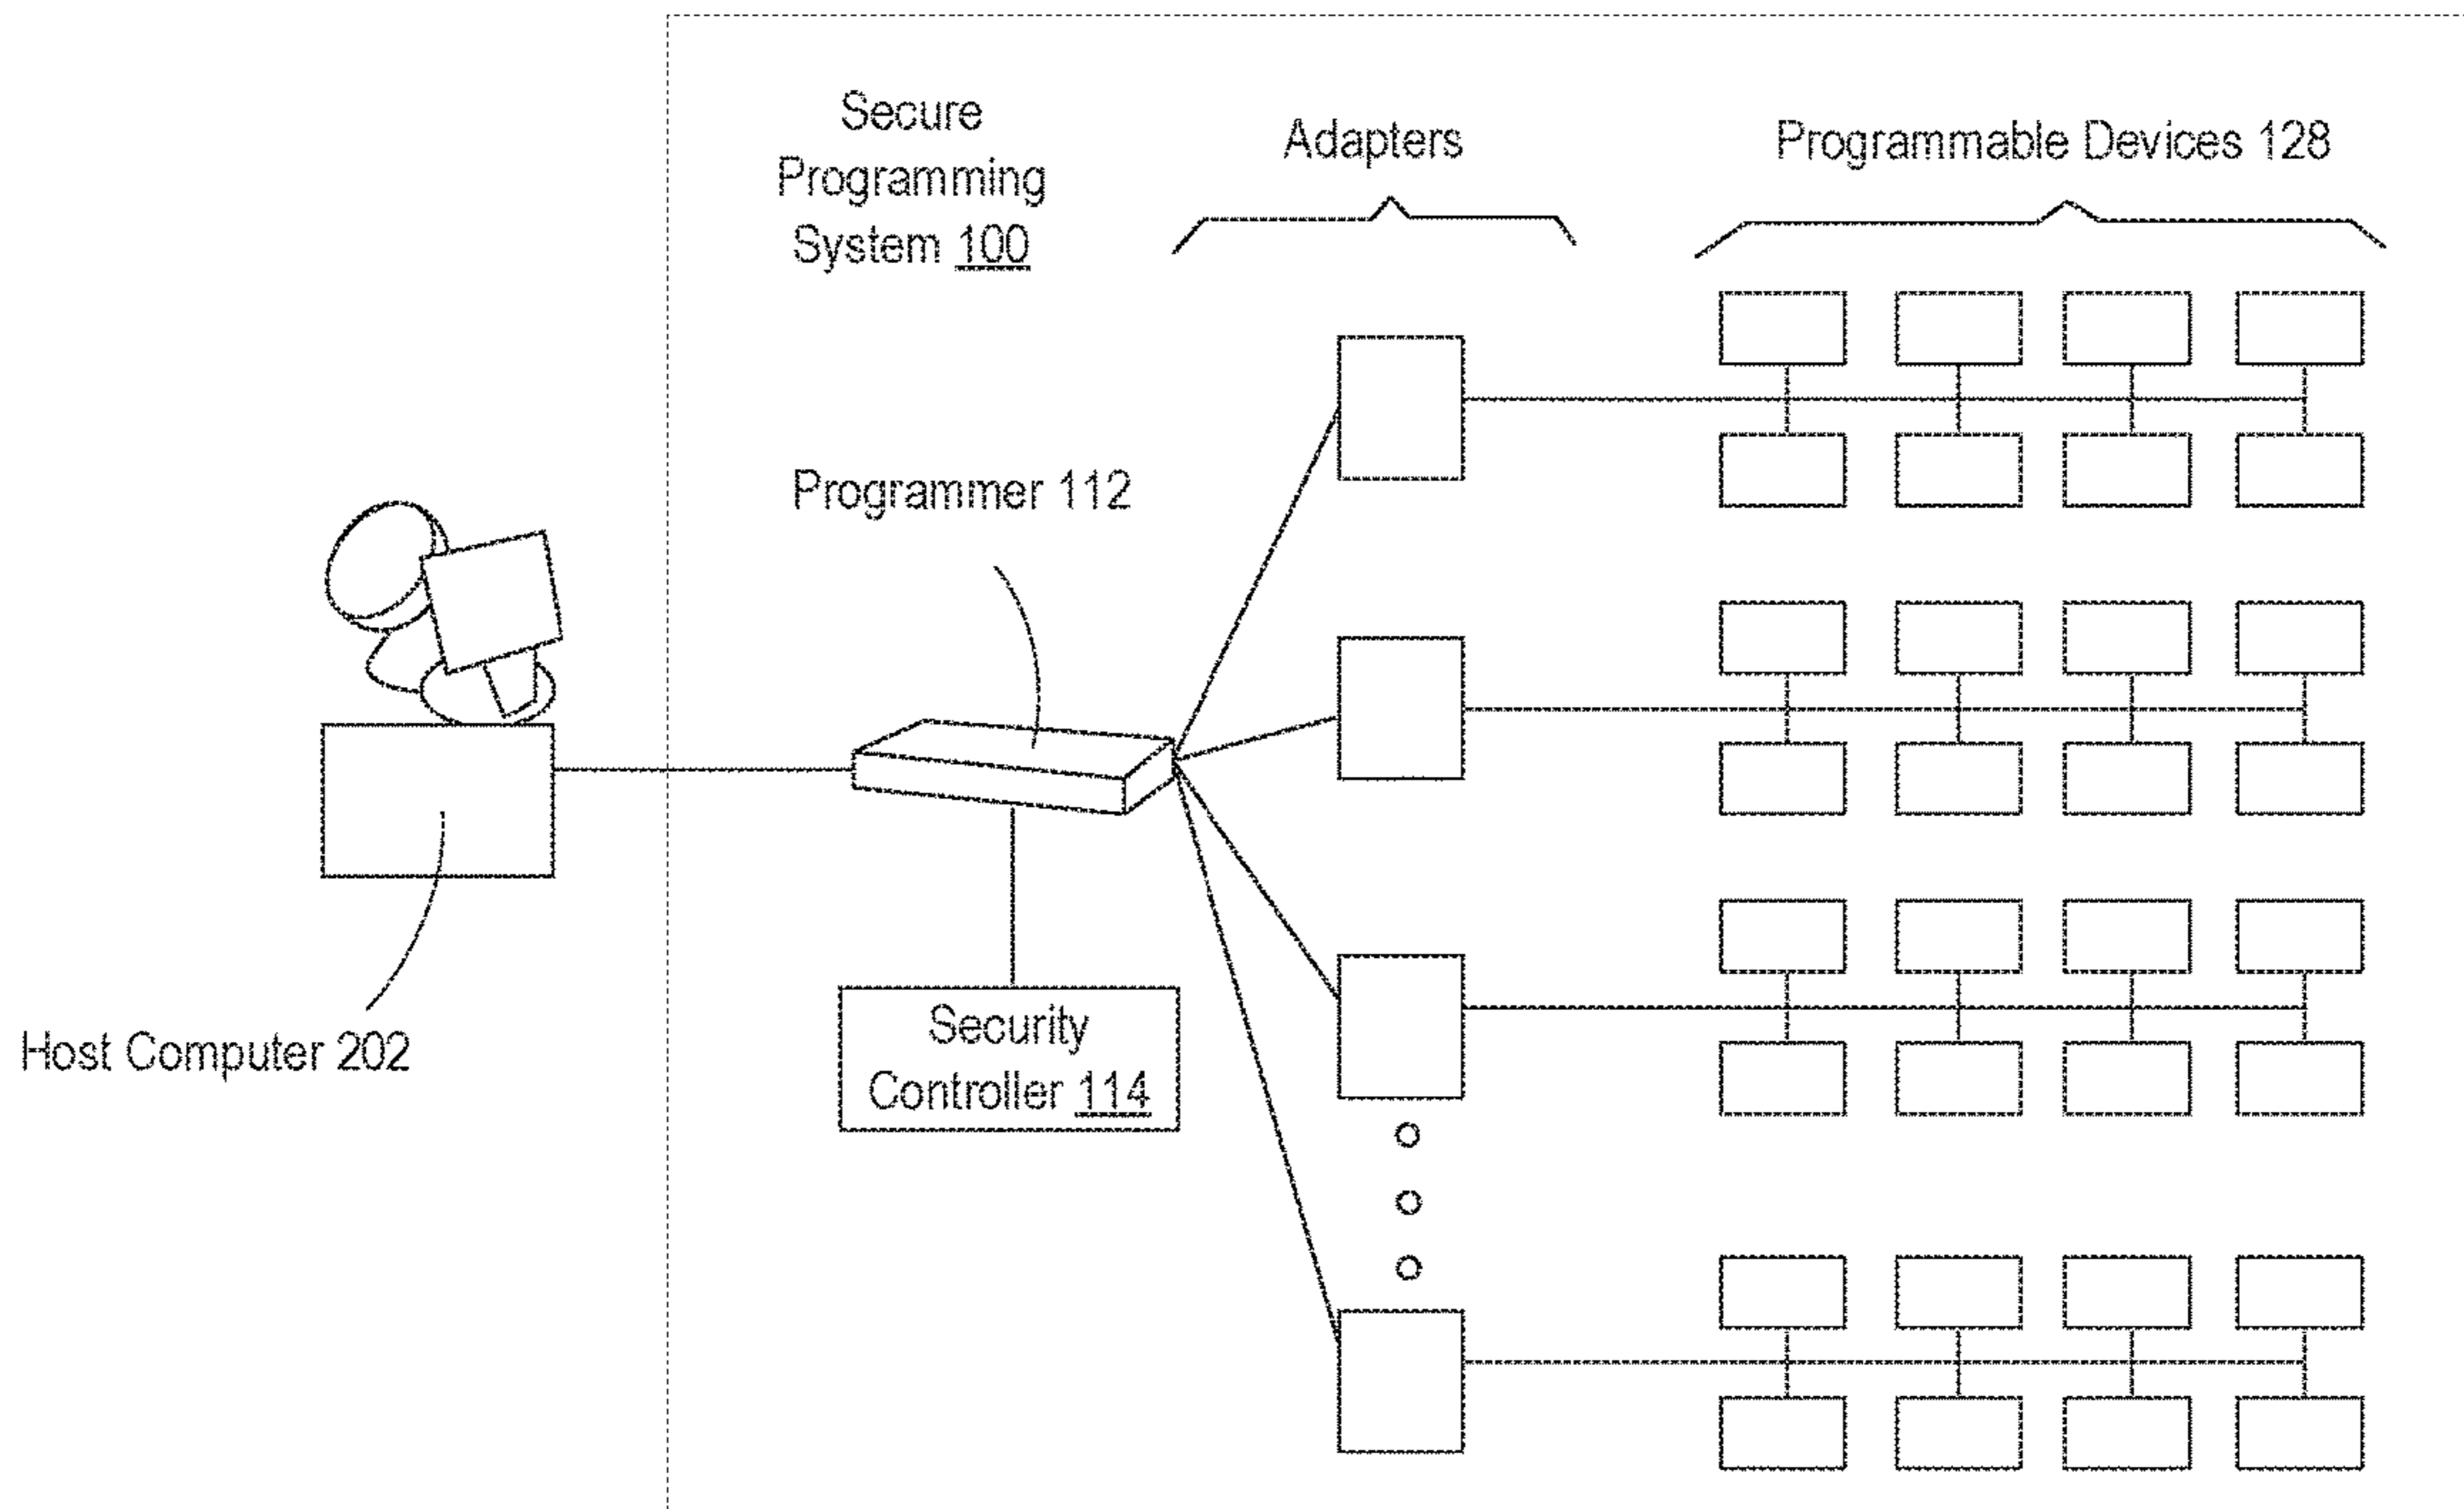 Secure
Programming
System 100
Adapters
Programmable Devices 128
Programmer 112
Host Computer 202
Security
Controller 114